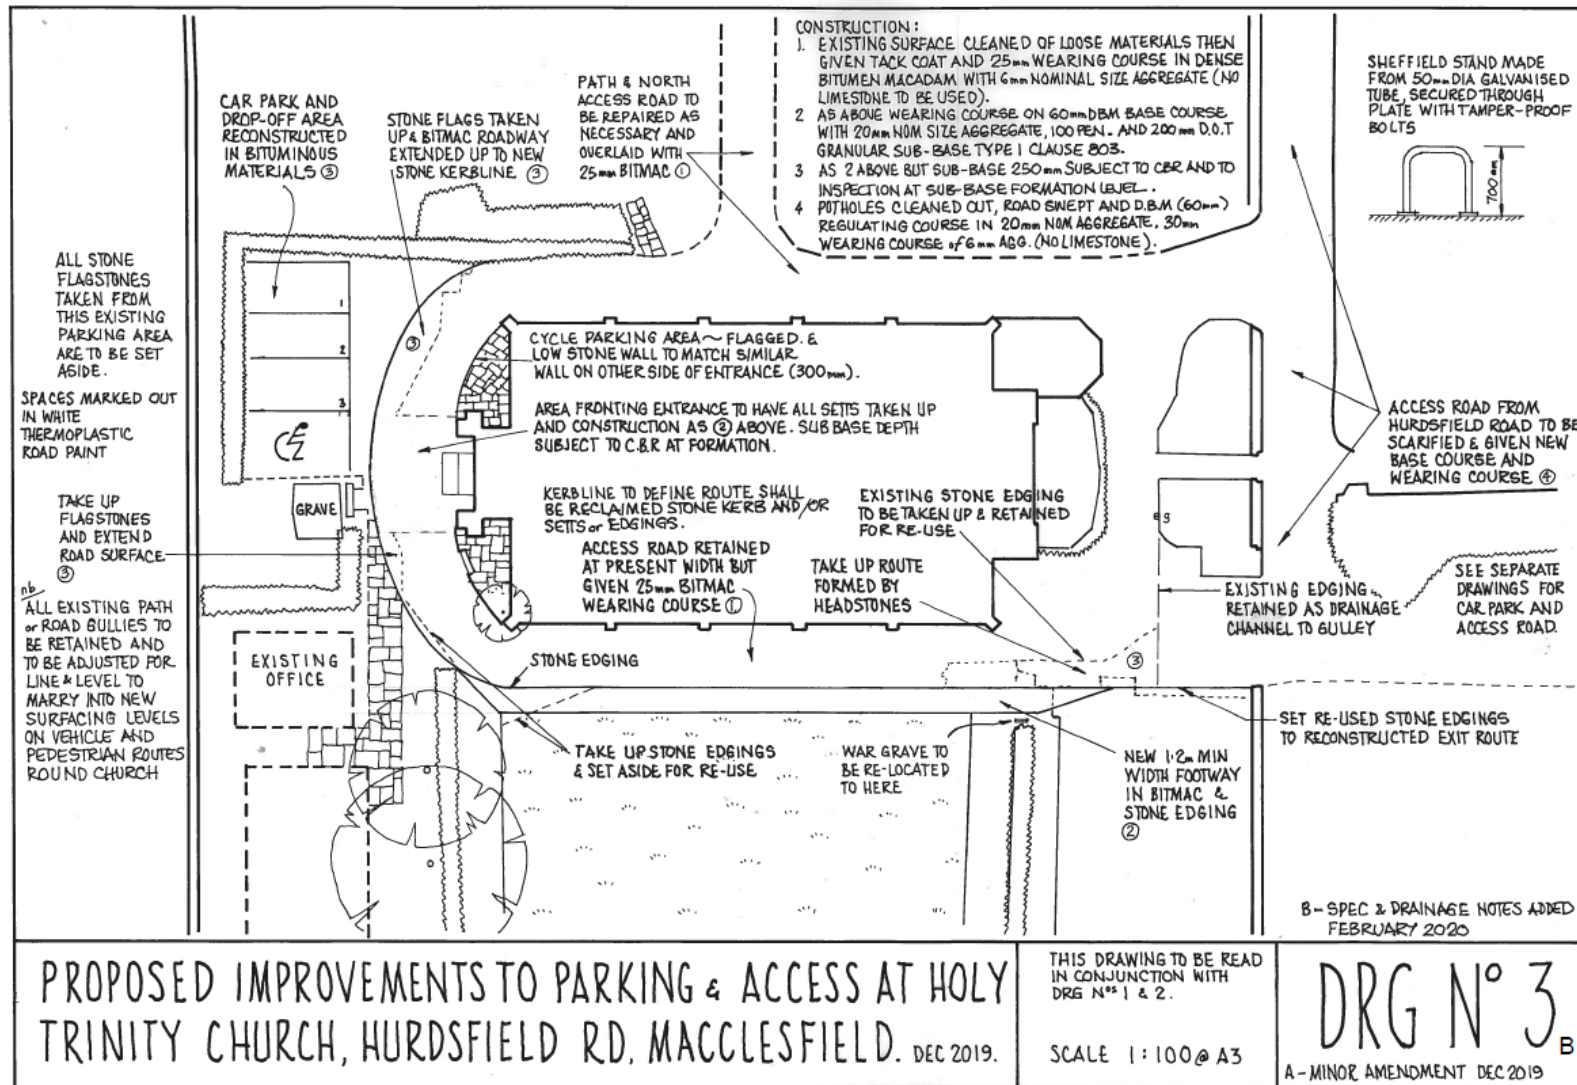 CONSTRUCTION:
1. EXISTING SURFACE CLEANED OF LOOSE MATERIALS THEN
GIVEN TACK COAT AND 25mm WEARING COURSE IN DENSE
BITUMEN MACADAM WITH 6mm NOMINAL SIZE AGGREGATE (NO
LIMESTONE TO BE USED).
2 AS ABOVE WEARING COURSE ON 60mm DBM BASE COURSE
WITH 20mm NOM SIZE AGGREGATE, 100 PEN. AND 200mm D.O.T
GRANULAR SUB-BASE TYPE 1 CLAUSE 803.
3 AS 2 ABOVE BUT SUB-BASE 250mm SUBJECT TO CBR AND TO
INSPECTION AT SUB-BASE FORMATION LEVEL.
4 POTHOLES CLEANED OUT, ROAD SWEPT AND D.B.M (60mm)
REGULATING COURSE IN 20mm NOM AGGREGATE. 30mm
WEARING COURSE of 6mm AGG. (NO LIMESTONE).
SHEFFIELD STAND MADE
FROM 50mm DIA GALVANISED
TUBE, SECURED THROUGH
PLATE WITH TAMPER-PROOF
BOLTS
700mm
CAR PARK AND
DROP-OFF AREA
RECONSTRUCTED
IN BITUMINOUS
MATERIALS ③
STONE FLAGS TAKEN
UP & BITMAC ROADWAY
EXTENDED UP TO NEW
STONE KERBLINE ③
PATH & NORTH
ACCESS ROAD TO
BE REPAIRED AS
NECESSARY AND
OVERLAID WITH
25mm BITMAC ①
ALL STONE
FLAGSTONES
TAKEN FROM
THIS EXISTING
PARKING AREA
ARE TO BE SET
ASIDE.
SPACES MARKED OUT
IN WHITE
THERMOPLASTIC
ROAD PAINT
1
2
3
③
CYCLE PARKING AREA ~ FLAGGED. &
LOW STONE WALL TO MATCH SIMILAR
WALL ON OTHER SIDE OF ENTRANCE (300mm).
AREA FRONTING ENTRANCE TO HAVE ALL SETTS TAKEN UP
AND CONSTRUCTION AS ② ABOVE. SUB BASE DEPTH
SUBJECT TO C.B.R AT FORMATION.
ACCESS ROAD FROM
HURDSFIELD ROAD TO BE
SCARIFIED & GIVEN NEW
BASE COURSE AND
WEARING COURSE ④
TAKE UP
FLAGSTONES
AND EXTEND
ROAD SURFACE
③
GRAVE
KERBLINE TO DEFINE ROUTE SHALL
BE RECLAIMED STONE KERB AND/OR
SETTS or EDGINGS.
EXISTING STONE EDGING
TO BE TAKEN UP & RETAINED
FOR RE-USE
ACCESS ROAD RETAINED
AT PRESENT WIDTH BUT
GIVEN 25mm BITMAC
WEARING COURSE ①
TAKE UP ROUTE
FORMED BY
HEADSTONES
EXISTING EDGING
RETAINED AS DRAINAGE
CHANNEL TO GULLEY
SEE SEPARATE
DRAWINGS FOR
CAR PARK AND
ACCESS ROAD.
nb
ALL EXISTING PATH
or ROAD GULLIES TO
BE RETAINED AND
TO BE ADJUSTED FOR
LINE & LEVEL TO
MARRY INTO NEW
SURFACING LEVELS
ON VEHICLE AND
PEDESTRIAN ROUTES
ROUND CHURCH
EXISTING
OFFICE
STONE EDGING
③
TAKE UP STONE EDGINGS
& SET ASIDE FOR RE-USE
WAR GRAVE TO
BE RE-LOCATED
TO HERE
NEW 1.2m MIN
WIDTH FOOTWAY
IN BITMAC &
STONE EDGING
②
SET RE-USED STONE EDGINGS
TO RECONSTRUCTED EXIT ROUTE
B - SPEC & DRAINAGE NOTES ADDED
FEBRUARY 2020
PROPOSED IMPROVEMENTS TO PARKING & ACCESS AT HOLY
TRINITY CHURCH, HURDSFIELD RD, MACCLESFIELD. DEC 2019.
THIS DRAWING TO BE READ
IN CONJUNCTION WITH
DRG Nos 1 & 2.
SCALE 1:100 @ A3
DRG No 3 B
A - MINOR AMENDMENT DEC 2019